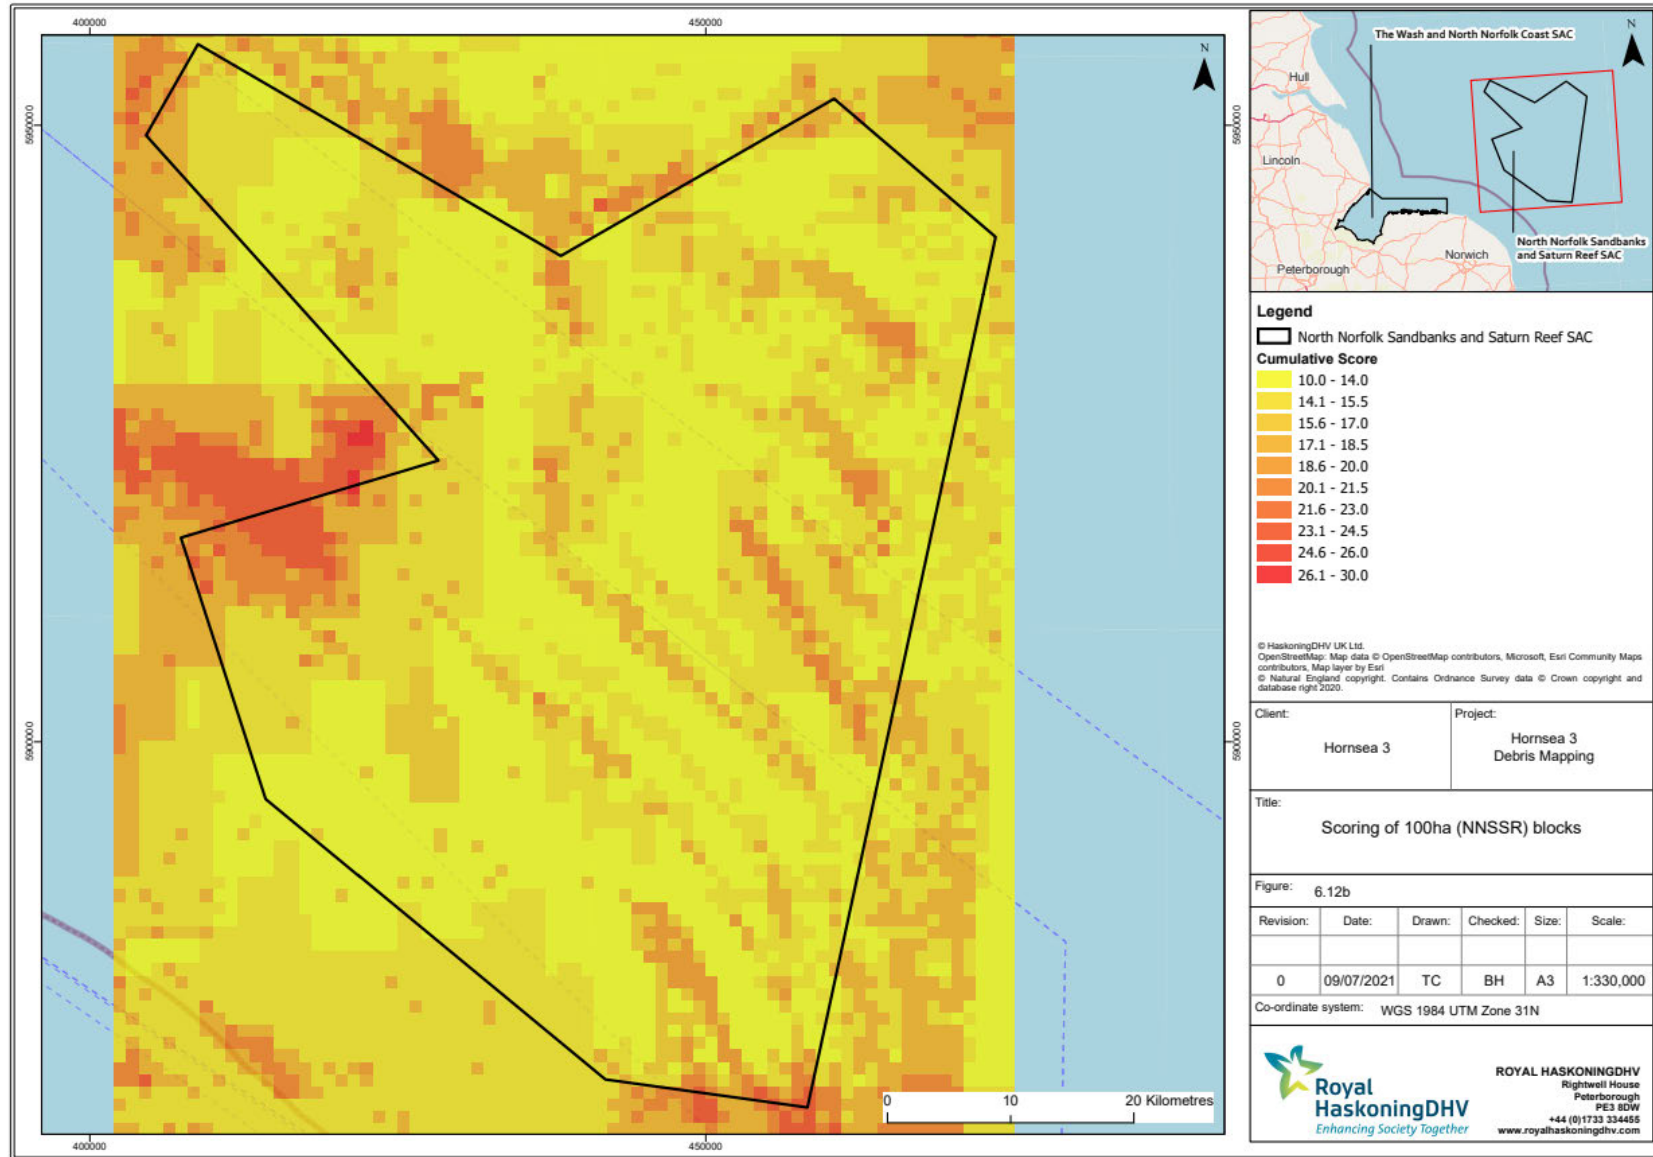 400000
450000
5950000
5950000
5900000
5900000
400000
450000
N
0
10
20 Kilometres
The Wash and North Norfolk Coast SAC
N
Hull
Lincoln
Peterborough
Norwich
North Norfolk Sandbanks
and Saturn Reef SAC
Legend
North Norfolk Sandbanks and Saturn Reef SAC
Cumulative Score
10.0 - 14.0
14.1 - 15.5
15.6 - 17.0
17.1 - 18.5
18.6 - 20.0
20.1 - 21.5
21.6 - 23.0
23.1 - 24.5
24.6 - 26.0
26.1 - 30.0
© HaskoningDHV UK Ltd.
OpenStreetMap: Map data © OpenStreetMap contributors, Microsoft, Esri Community Maps
contributors, Map layer by Esri
© Natural England copyright. Contains Ordnance Survey data © Crown copyright and
database right 2020.
Client:
Hornsea 3
Project:
Hornsea 3
Debris Mapping
Title:
Scoring of 100ha (NNSSR) blocks
Figure: 6.12b
Revision: Date: Drawn: Checked: Size: Scale:
0 09/07/2021 TC BH A3 1:330,000
Co-ordinate system: WGS 1984 UTM Zone 31N
Royal
HaskoningDHV
Enhancing Society Together
ROYAL HASKONINGDHV
Rightwell House
Peterborough
PE3 8DW
+44 (0)1733 334455
www.royalhaskoningdhv.com